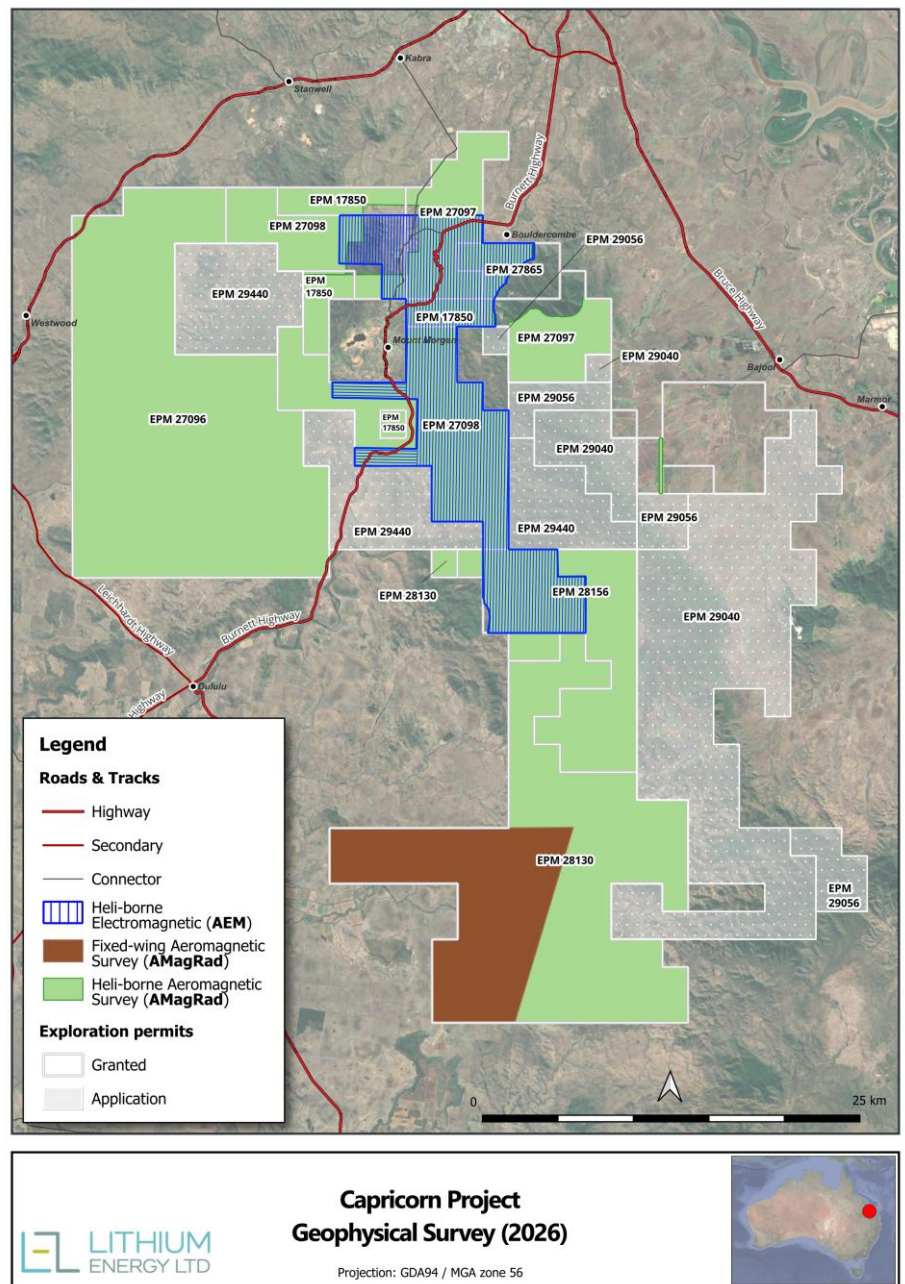 Kabra
Stanwell
Burnett Highway
EPM 17850
EPM 27097
EPM 27098
Bouldercombe
EPM 29056
EPM 27865
EPM 29440
EPM
17850
Bruce Highway
Westwood
EPM 17850
Mount Morgan
EPM 27097
EPM 29040
Bajool
EPM 29056
Marmor
EPM 27096
EPM
17850
EPM 27098
EPM 29040
EPM 29440
EPM 29440
EPM 29056
EPM 28130
EPM 28156
Leichhardt Highway
Burnett Highway
EPM 29040
Dululu
Highway
Legend
Roads & Tracks
Highway
Secondary
Connector
Heli-borne
Electromagnetic (AEM)
Fixed-wing Aeromagnetic
Survey (AMagRad)
Heli-borne Aeromagnetic
Survey (AMagRad)
Exploration permits
Granted
Application
EPM 28130
EPM
29056
0
25 km
LITHIUM
ENERGY LTD
Capricorn Project
Geophysical Survey (2026)
Projection: GDA94 / MGA zone 56